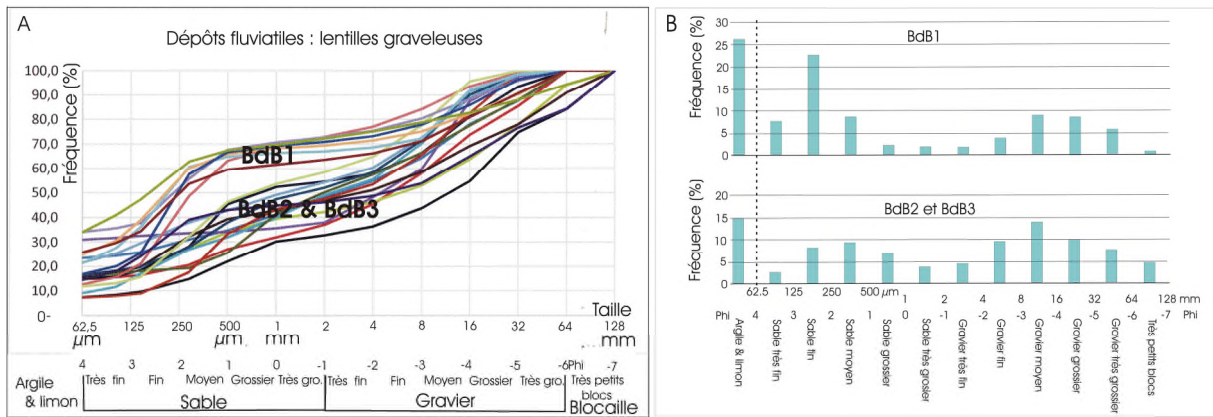 A
Dépôts fluviatiles : lentilles graveleuses
Fréquence (%)
100,0
90,0
80,0
70,0
60,0
50,0
40,0
30,0
20,0
10,0
0-
BdB1
BdB2 & BdB3
Taille
62,5 125 250 500 1 2 4 8 16 32 64 128
µm µm mm mm
4 3 2 1 0 -1 -2 -3 -4 -5 -6Phi -7
Argile & limon
Très fin Fin Moyen Grossier Très gro. Très fin Fin Moyen Grossier Très gro. Très petits blocs
Sable Gravier Blocaille
B
BdB1
Fréquence (%)
30
25
20
15
10
5
0
BdB2 et BdB3
Frécuence (%)
20
15
10
5
0
62,5 125 250 500 µm 1 2 4 8 16 32 64 128 mm
Phi 4 3 2 1 0 -1 -2 -3 -4 -5 -6 -7 Phi
Argile & limon
Sable très fin
Sable fin
Sable moyen
Sable grossier
Sable très grossier
Gravier très fin
Gravier fin
Gravier moyen
Gravier grossier
Gravier très grossier
Très petits blocs